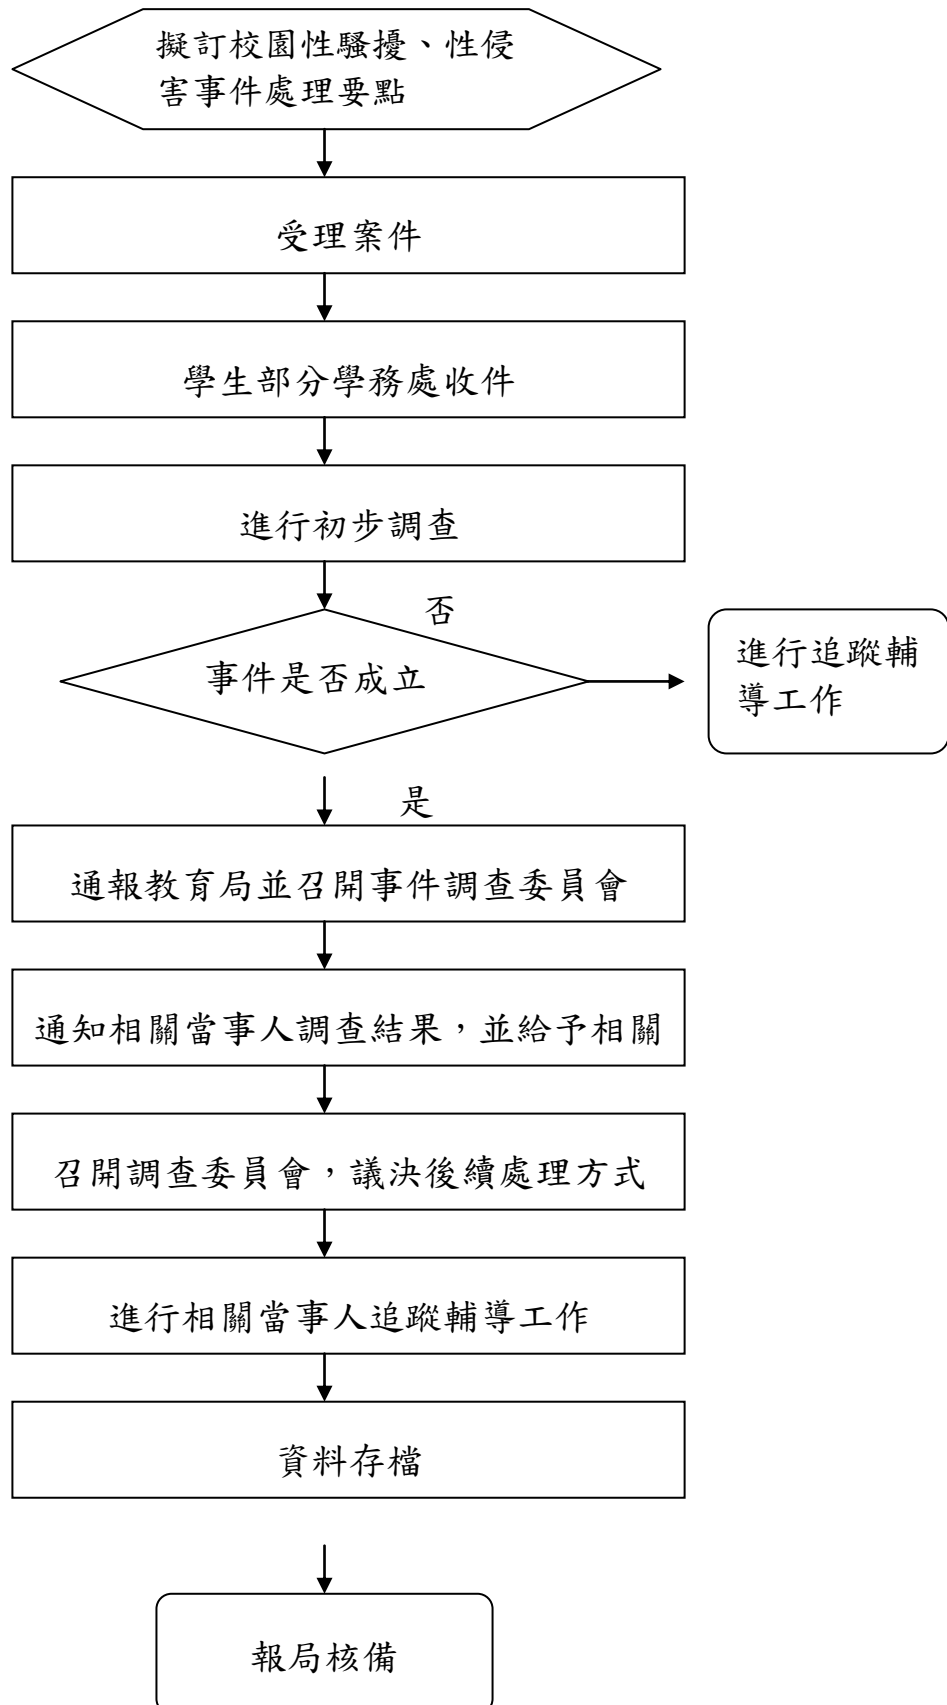 擬訂校園性騷擾、性侵
害事件處理要點
受理案件
學生部分學務處收件
進行初步調查
否
事件是否成立
進行追蹤輔
導工作
是
通報教育局並召開事件調查委員會
通知相關當事人調查結果，並給予相關
召開調查委員會，議決後續處理方式
進行相關當事人追蹤輔導工作
資料存檔
報局核備